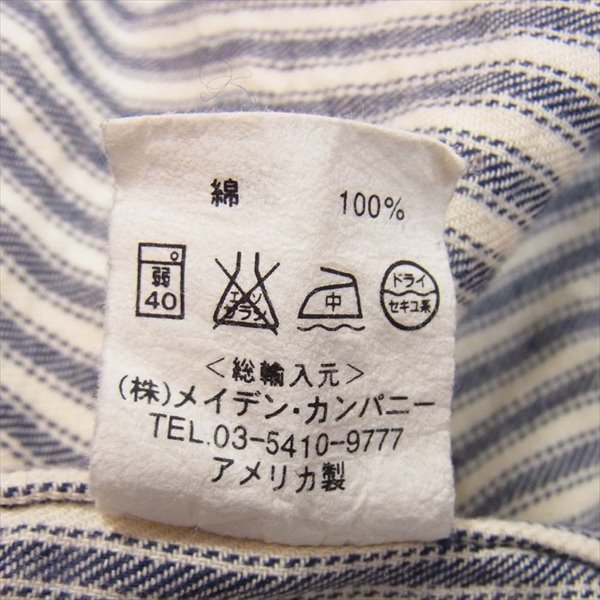 綿 100%
弱 ドライ
40 エンソ サラシ 中 セキユ系
<総輸入元>
(株)メイデン・カンパニー
TEL.03-5410-9777
アメリカ製